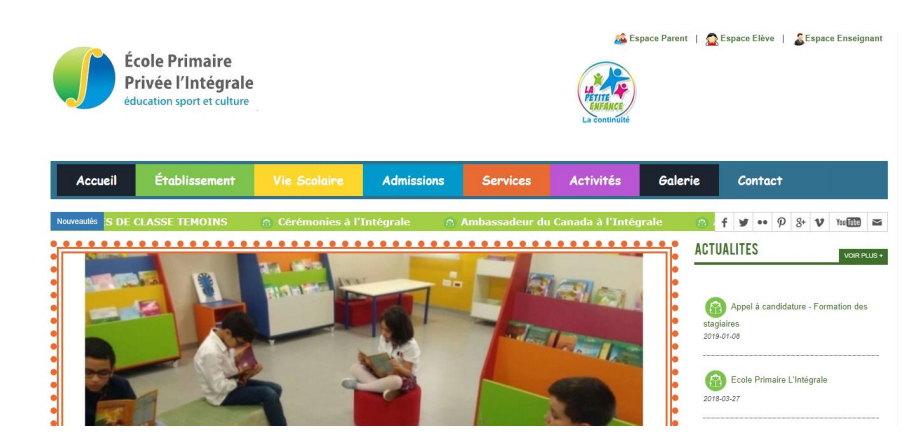 Espace Parent | Espace Elève | Espace Enseignant
École Primaire
Privée l'Intégrale
éducation sport et culture
LA PETITE ENFANCE
La continuité
Accueil Établissement Vie Scolaire Admissions Services Activités Galerie Contact
Nouveautés S DE CLASSE TEMOINS Cérémonies à l'Intégrale Ambassadeur du Canada à l'Intégrale You Tube
ACTUALITES
VOIR PLUS +
Appel à candidature - Formation des
stagiaires
2019-01-08
Ecole Primaire L'Intégrale
2018-03-27